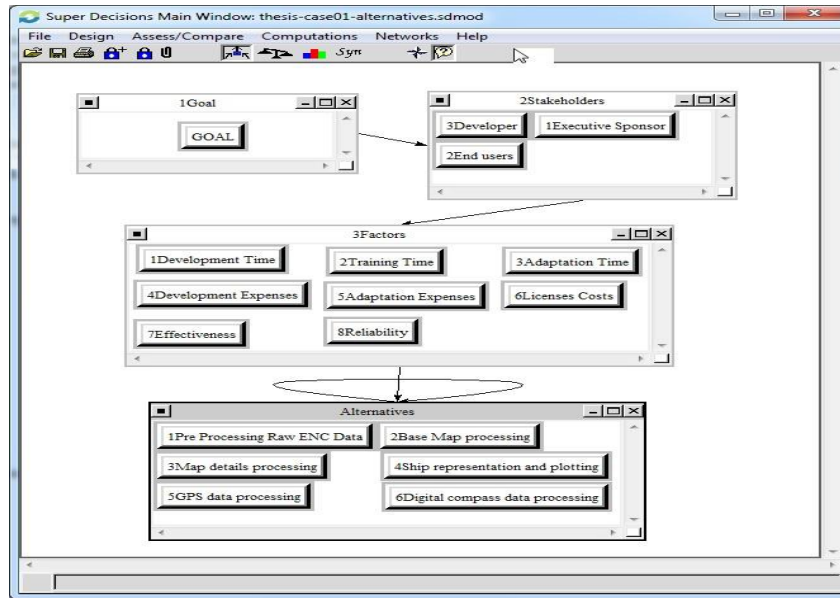 Super Decisions Main Window: thesis-case01-alternatives.sdmod
File Design Assess/Compare Computations Networks Help
Syn
1Goal
GOAL
2Stakeholders
3Developer 1Executive Sponsor
2End users
3Factors
1Development Time 2Training Time 3Adaptation Time
4Development Expenses 5Adaptation Expenses 6Licenses Costs
7Effectiveness 8Reliability
Alternatives
1Pre Processing Raw ENC Data 2Base Map processing
3Map details processing 4Ship representation and plotting
5GPS data processing 6Digital compass data processing